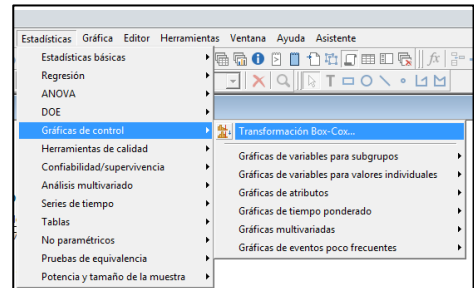 Estadísticas Gráfica Editor Herramientas Ventana Ayuda Asistente
Estadísticas básicas
Regresión
ANOVA
DOE
Gráficas de control
Herramientas de calidad
Confiabilidad/supervivencia
Análisis multivariado
Series de tiempo
Tablas
No paramétricos
Pruebas de equivalencia
Potencia y tamaño de la muestra
Transformación Box-Cox...
Gráficas de variables para subgrupos
Gráficas de variables para valores individuales
Gráficas de atributos
Gráficas de tiempo ponderado
Gráficas multivariadas
Gráficas de eventos poco frecuentes